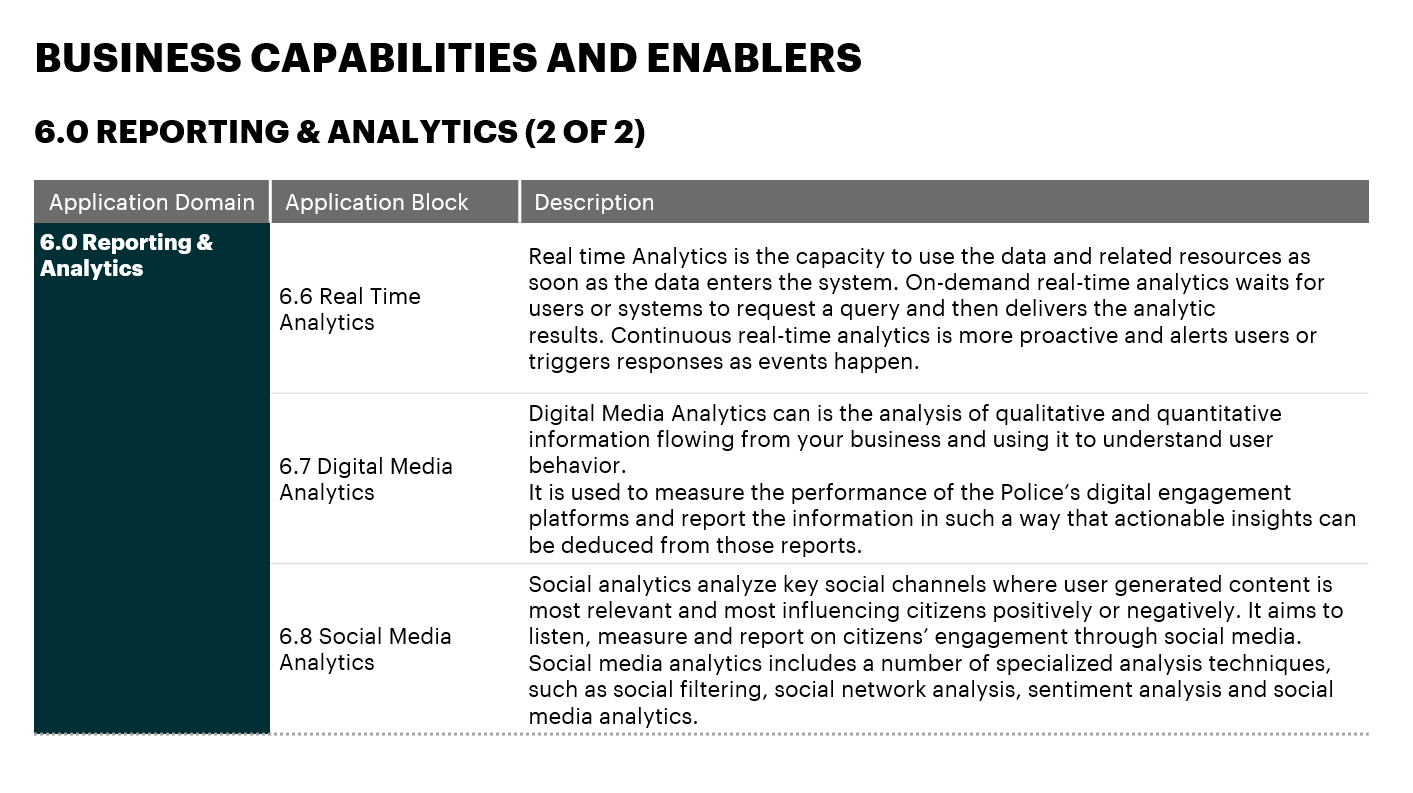 BUSINESS CAPABILITIES AND ENABLERS
6.0 REPORTING & ANALYTICS (2 OF 2)
Application Domain
Application Block
Description
6.0 Reporting &
Analytics
6.6 Real Time
Analytics
Real time Analytics is the capacity to use the data and related resources as
soon as the data enters the system. On-demand real-time analytics waits for
users or systems to request a query and then delivers the analytic
results. Continuous real-time analytics is more proactive and alerts users or
triggers responses as events happen.
6.7 Digital Media
Analytics
Digital Media Analytics can is the analysis of qualitative and quantitative
information flowing from your business and using it to understand user
behavior.
It is used to measure the performance of the Police’s digital engagement
platforms and report the information in such a way that actionable insights can
be deduced from those reports.
6.8 Social Media
Analytics
Social analytics analyze key social channels where user generated content is
most relevant and most influencing citizens positively or negatively. It aims to
listen, measure and report on citizens’ engagement through social media.
Social media analytics includes a number of specialized analysis techniques,
such as social filtering, social network analysis, sentiment analysis and social
media analytics.